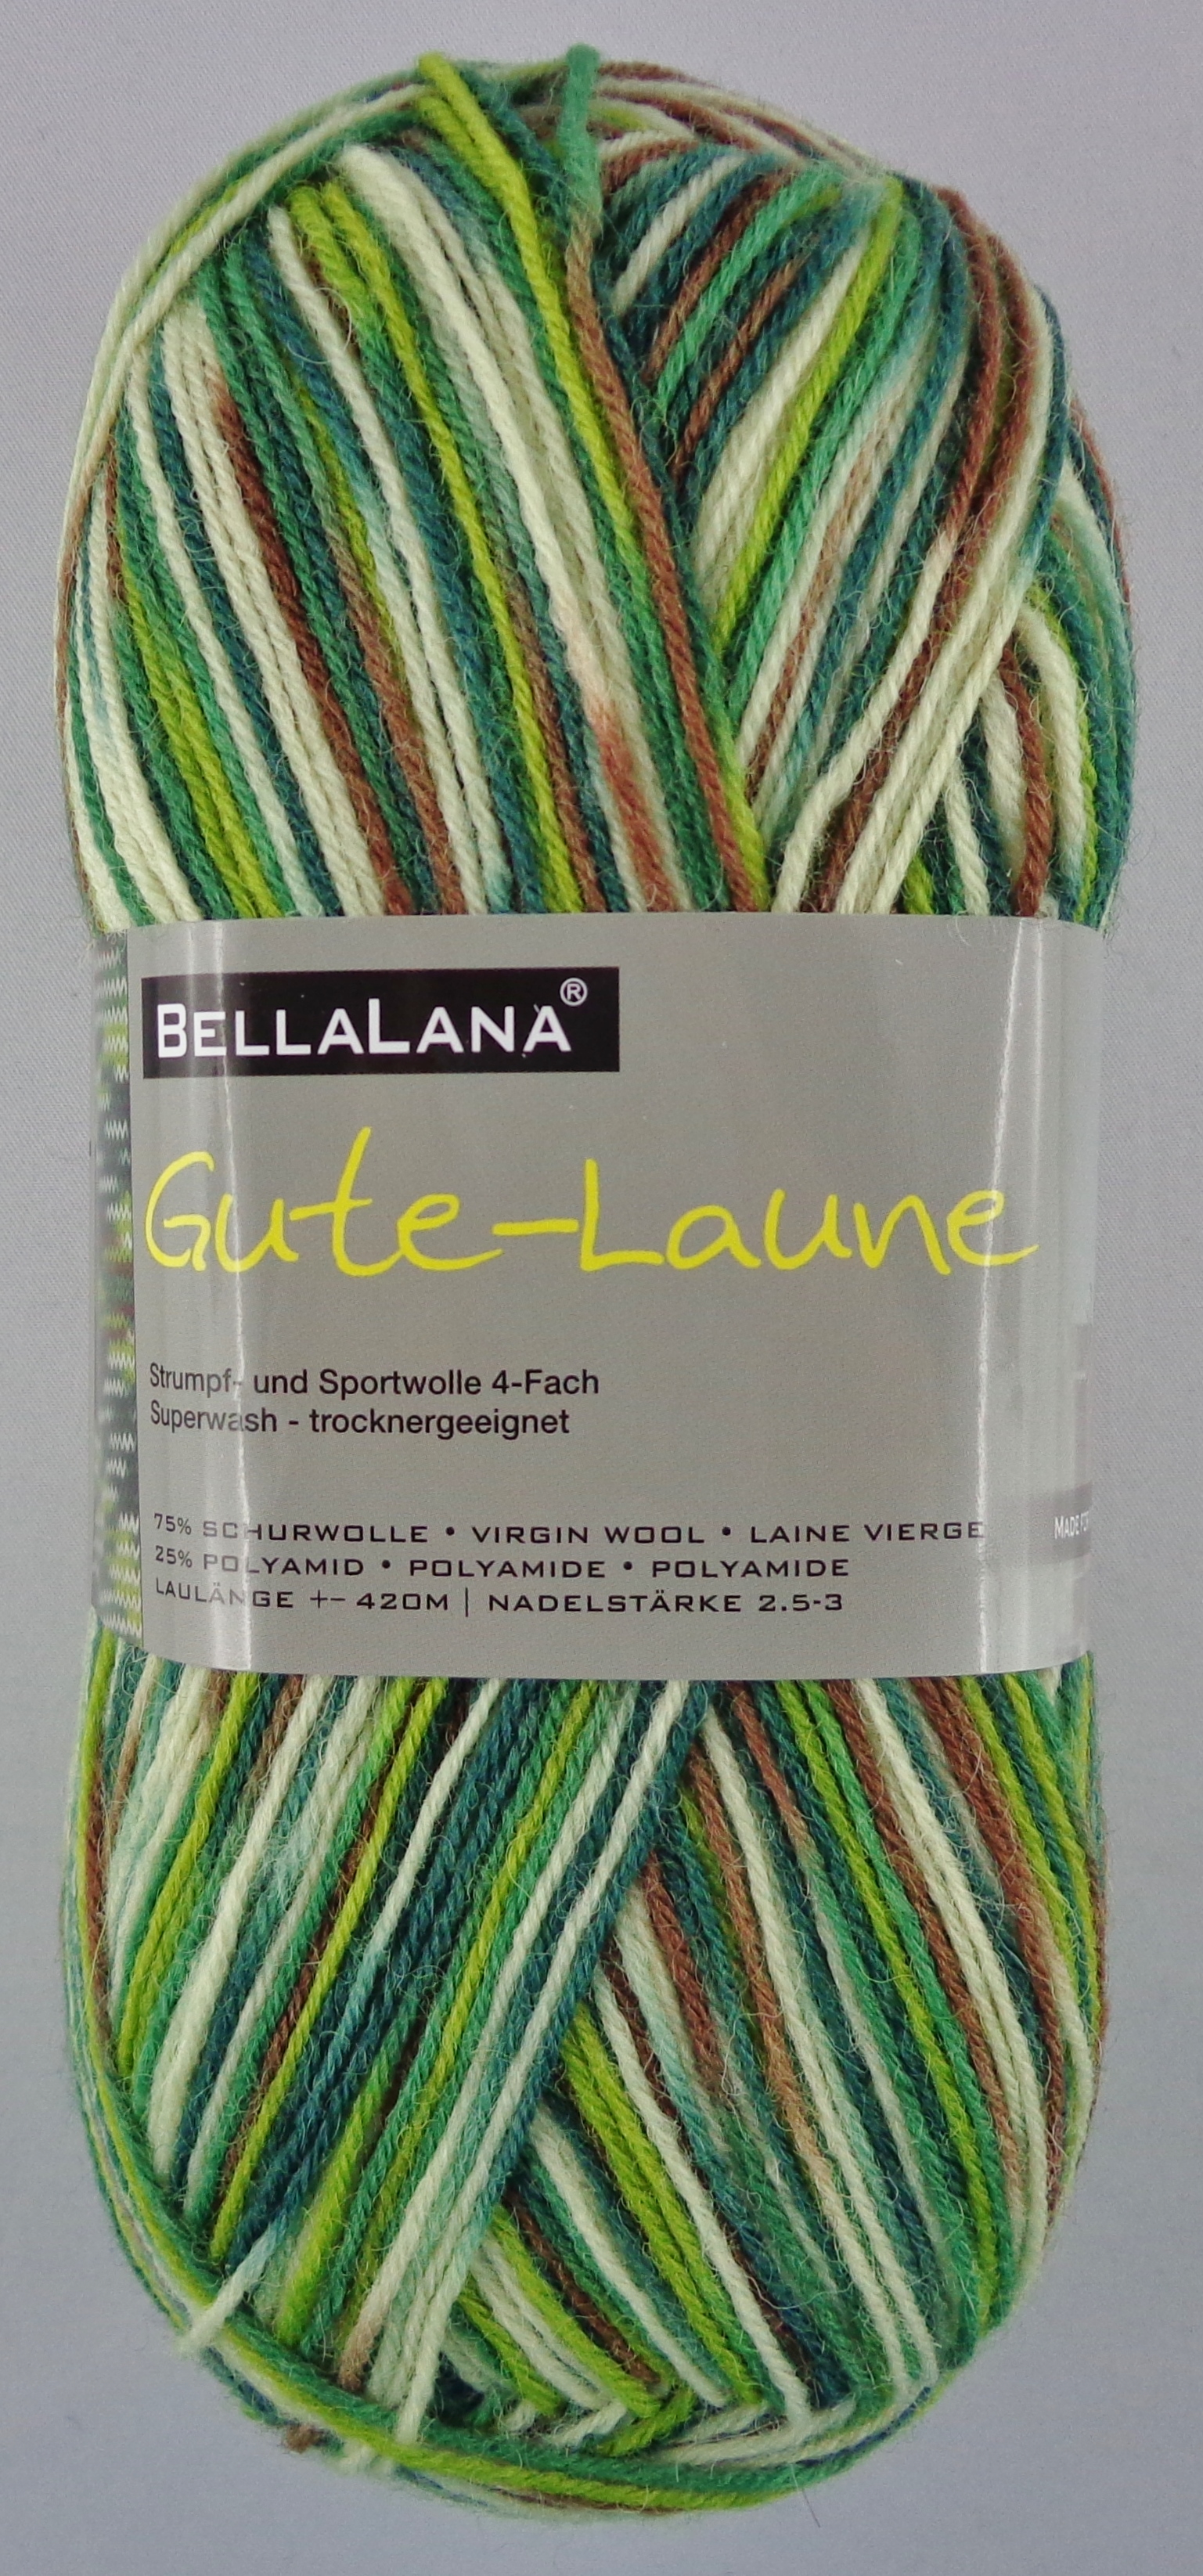 BELLALANA®
Gute-Laune
Strumpf- und Sportwolle 4-Fach
Superwash - trocknergeeignet
75% SCHURWOLLE • VIRGIN WOOL • LAINE VIERGE
25% POLYAMID • POLYAMIDE • POLYAMIDE
LAULÄNGE +- 420M | NADELSTÄRKE 2.5-3
MADE